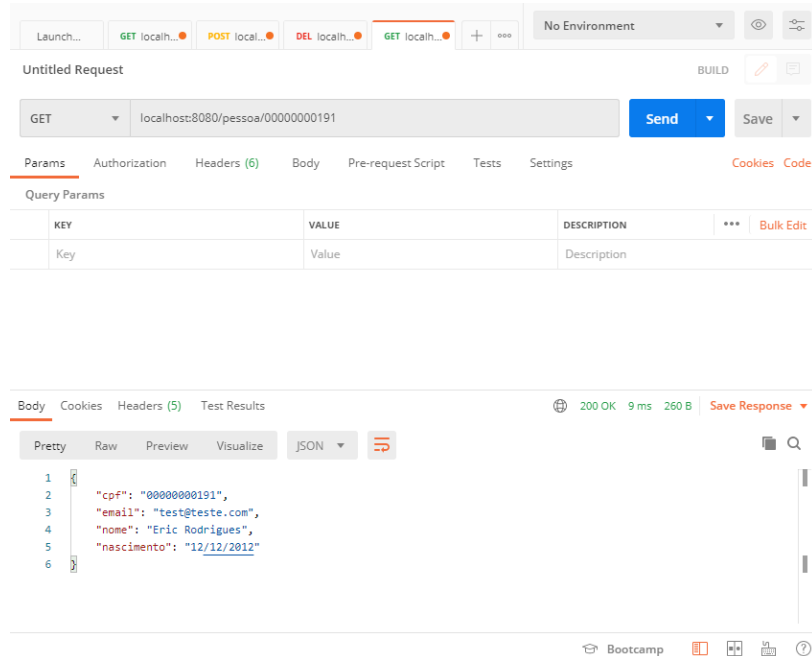 Launch...
GET localh...
POST local...
DEL localh...
GET localh...
No Environment
Untitled Request
BUILD
GET
localhost:8080/pessoa/00000000191
Send
Save
Params Authorization Headers (6) Body Pre-request Script Tests Settings Cookies Code
Query Params
KEY VALUE DESCRIPTION ••• Bulk Edit
Key Value Description
Body Cookies Headers (5) Test Results 200 OK 9 ms 260 B Save Response
Pretty Raw Preview Visualize JSON
1 {
2 "cpf": "00000000191",
3 "email": "test@teste.com",
4 "nome": "Eric Rodrigues",
5 "nascimento": "12/12/2012"
6 }
Bootcamp